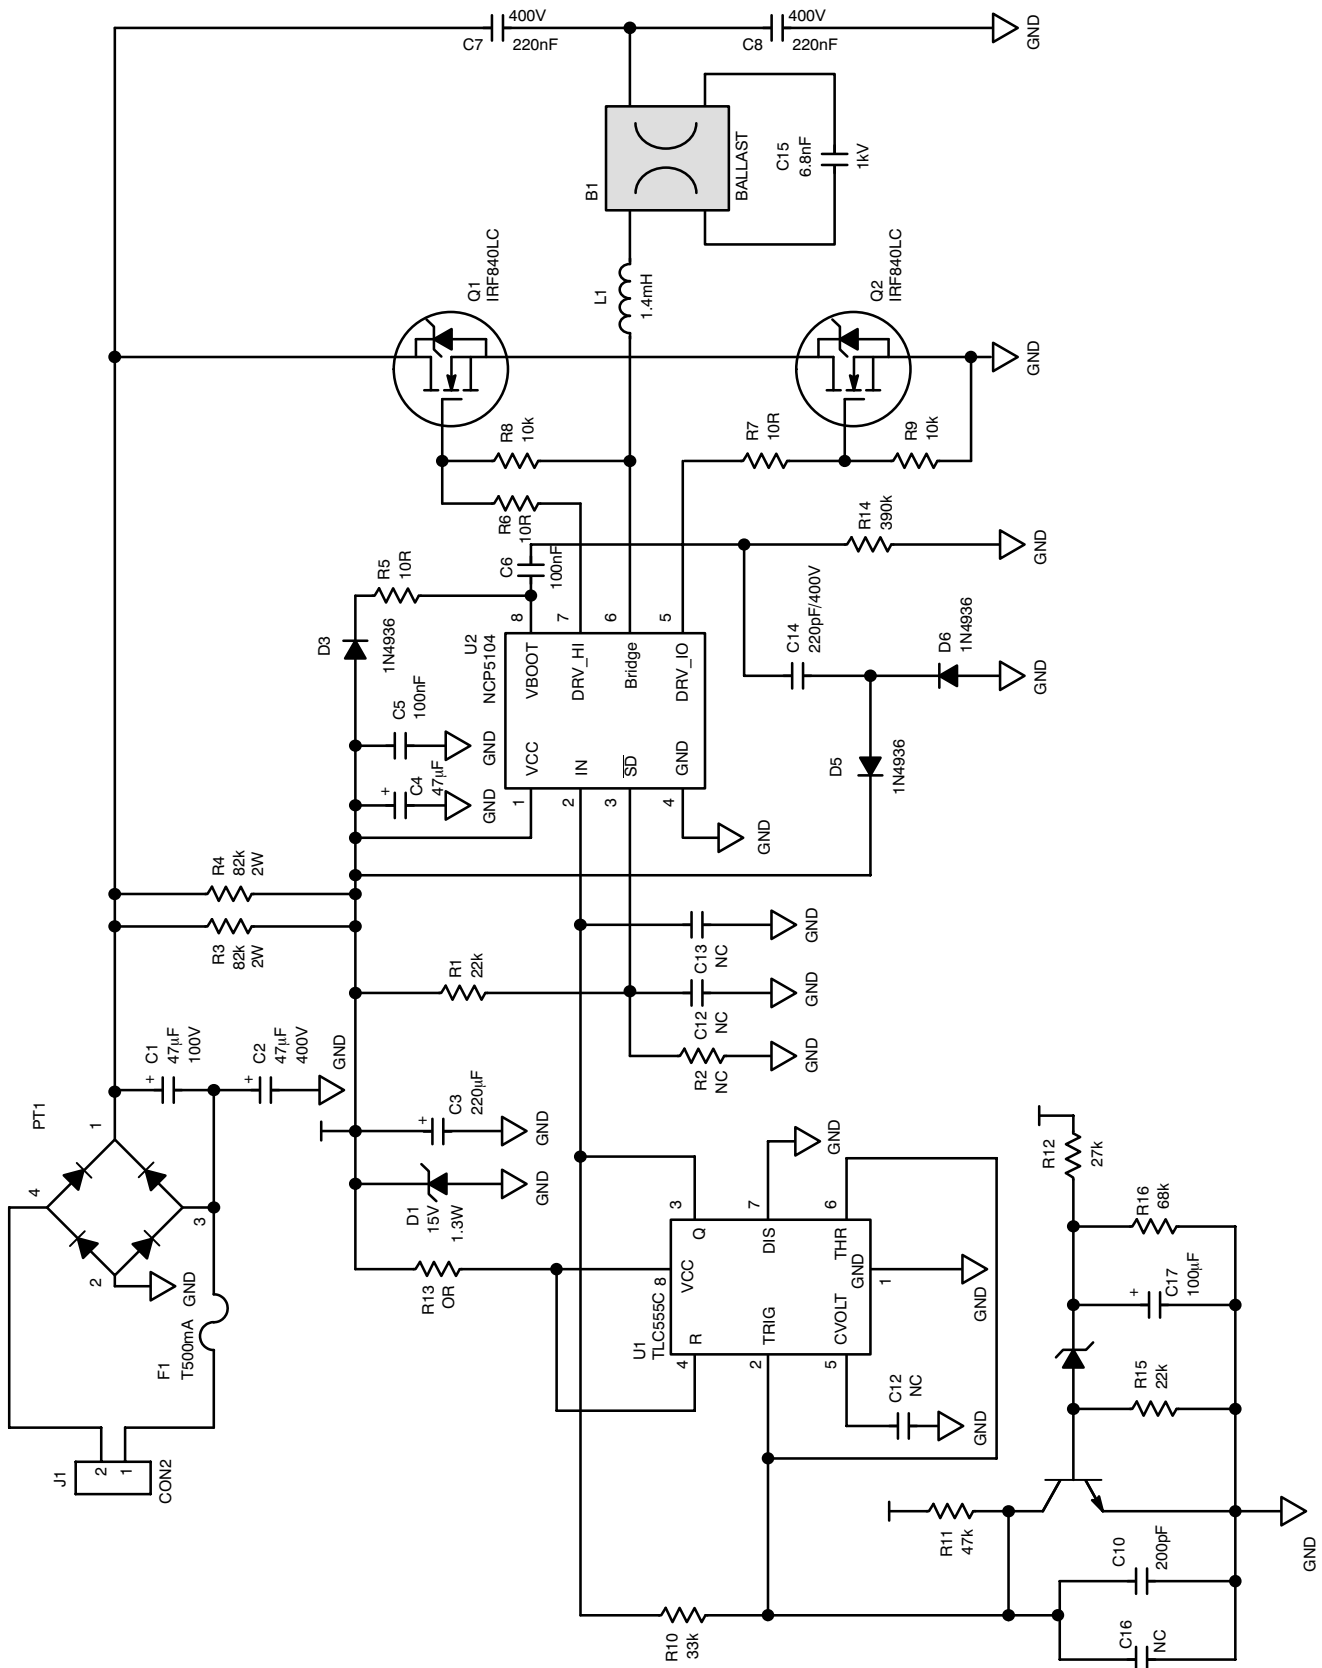 400V
C7
220nF
400V
C8
220nF
GND
B1
BALLAST
C15
6.8nF
1kV
Q1
IRF840LC
L1
1.4mH
Q2
IRF840LC
GND
R8
10k
R7
10R
R9
10k
R6
10R
R14
390k
GND
R5
10R
C6
100nF
D3
1N4936
U2
NCP5104
8
7
6
5
VBOOT
DRV_HI
Bridge
DRV_IO
VCC
IN
SD
GND
1
2
3
4
C14
220pF/400V
D6
1N4936
GND
D5
1N4936
C5
100nF
GND
C4
47µF
GND
GND
R4
82k
2W
R3
82k
2W
R1
22k
C13
NC
GND
C12
NC
GND
R2
NC
GND
PT1
1
4
3
2
GND
C1
47µF
100V
C2
47µF
400V
GND
C3
220µF
GND
D1
15V
1.3W
GND
R13
OR
F1
T500mA
J1
2
1
CON2
U1
TLC555C
3
7
6
Q
DIS
THR
VCC
8
GND
1
R
TRIG
CVOLT
4
2
5
GND
GND
C12
NC
GND
R12
27k
R16
68k
C17
100µF
R15
22k
R11
47k
C10
200pF
C16
NC
R10
33k
GND